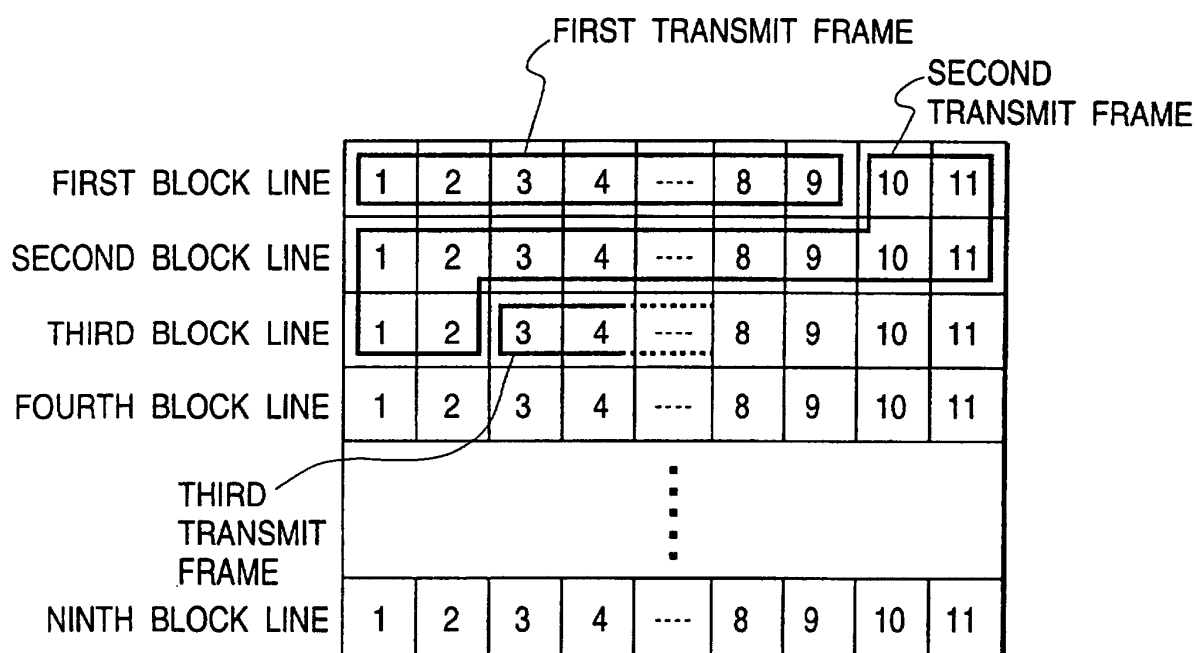 FIRST TRANSMIT FRAME
SECOND
TRANSMIT FRAME
FIRST BLOCK LINE 1 2 3 4 ---- 8 9 10 11
SECOND BLOCK LINE 1 2 3 4 ---- 8 9 10 11
THIRD BLOCK LINE 1 2 3 4 ---- 8 9 10 11
FOURTH BLOCK LINE 1 2 3 4 ---- 8 9 10 11
THIRD
TRANSMIT
FRAME
NINTH BLOCK LINE 1 2 3 4 ---- 8 9 10 11